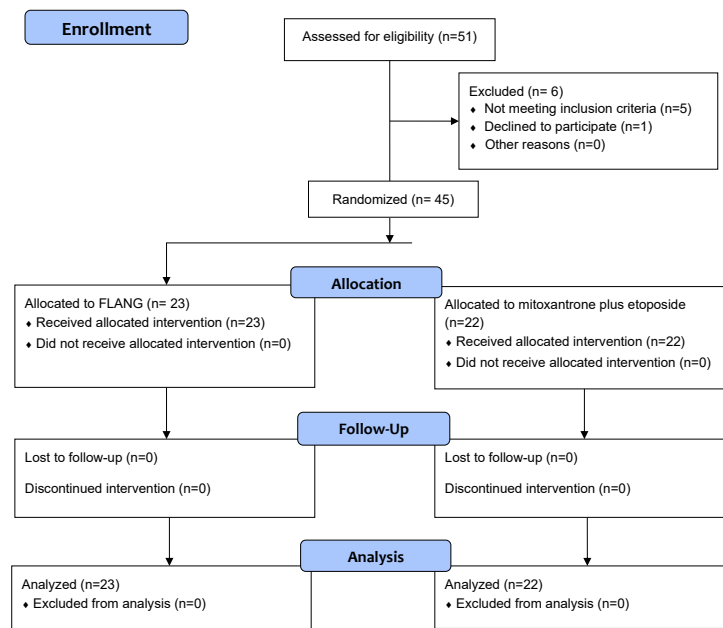 Enrollment
Assessed for eligibility (n=51)
Excluded (n= 6)
♦ Not meeting inclusion criteria (n=5)
♦ Declined to participate (n=1)
♦ Other reasons (n=0)
Randomized (n= 45)
Allocation
Allocated to FLANG (n= 23)
♦ Received allocated intervention (n=23)
♦ Did not receive allocated intervention (n=0)
Allocated to mitoxantrone plus etoposide
(n=22)
♦ Received allocated intervention (n=22)
♦ Did not receive allocated intervention (n=0)
Follow-Up
Lost to follow-up (n=0)
Discontinued intervention (n=0)
Lost to follow-up (n=0)
Discontinued intervention (n=0)
Analysis
Analyzed (n=23)
♦ Excluded from analysis (n=0)
Analyzed (n=22)
♦ Excluded from analysis (n=0)